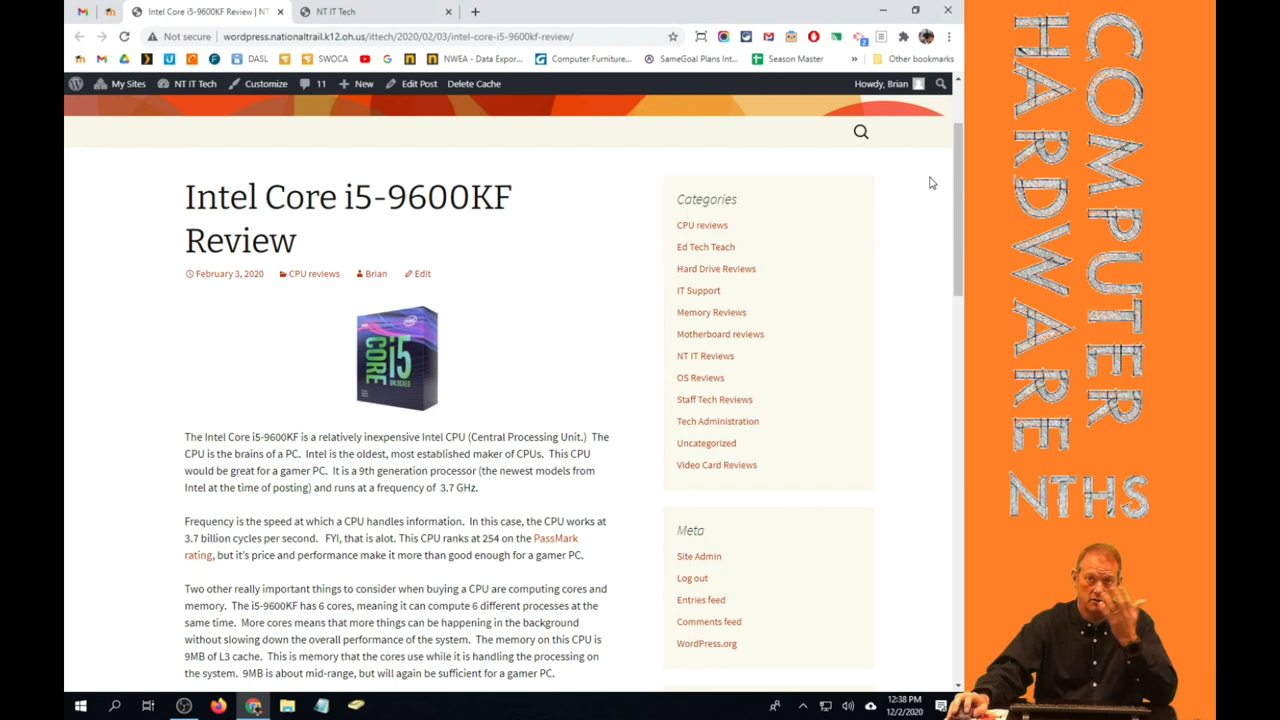 Intel Core i5-9600KF Review | NT
NT IT Tech
Not secure
wordpress.nationaltrail.k12.oh.us/ittech/2020/02/03/intel-core-i5-9600kf-review/
DASL
SWOCA
NWEA - Data Expor...
Computer Furniture...
SameGoal Plans Int...
Season Master
»
Other bookmarks
My Sites
NT IT Tech
Customize
11
+ New
Edit Post
Delete Cache
Howdy, Brian
Intel Core i5-9600KF
Review
February 3, 2020
CPU reviews
Brian
Edit
intel
CORE i5
UNLOCKED
The Intel Core i5-9600KF is a relatively inexpensive Intel CPU (Central Processing Unit.)  The
CPU is the brains of a PC.  Intel is the oldest, most established maker of CPUs.  This CPU
would be great for a gamer PC.  It is a 9th generation processor (the newest models from
Intel at the time of posting) and runs at a frequency of  3.7 GHz.
Frequency is the speed at which a CPU handles information.  In this case, the CPU works at
3.7 billion cycles per second.   FYI, that is alot. This CPU ranks at 254 on the PassMark
rating, but it's price and performance make it more than good enough for a gamer PC.
Two other really important things to consider when buying a CPU are computing cores and
memory.  The i5-9600KF has 6 cores, meaning it can compute 6 different processes at the
same time.  More cores means that more things can be happening in the background
without slowing down the overall performance of the system.  The memory on this CPU is
9MB of L3 cache.  This is memory that the cores use while it is handling the processing on
the system.  9MB is about mid-range, but will again be sufficient for a gamer PC.
Categories
CPU reviews
Ed Tech Teach
Hard Drive Reviews
IT Support
Memory Reviews
Motherboard reviews
NT IT Reviews
OS Reviews
Staff Tech Reviews
Tech Administration
Uncategorized
Video Card Reviews
Meta
Site Admin
Log out
Entries feed
Comments feed
WordPress.org
12:38 PM
12/2/2020
COMPUTER
HARDWARE
NTHS